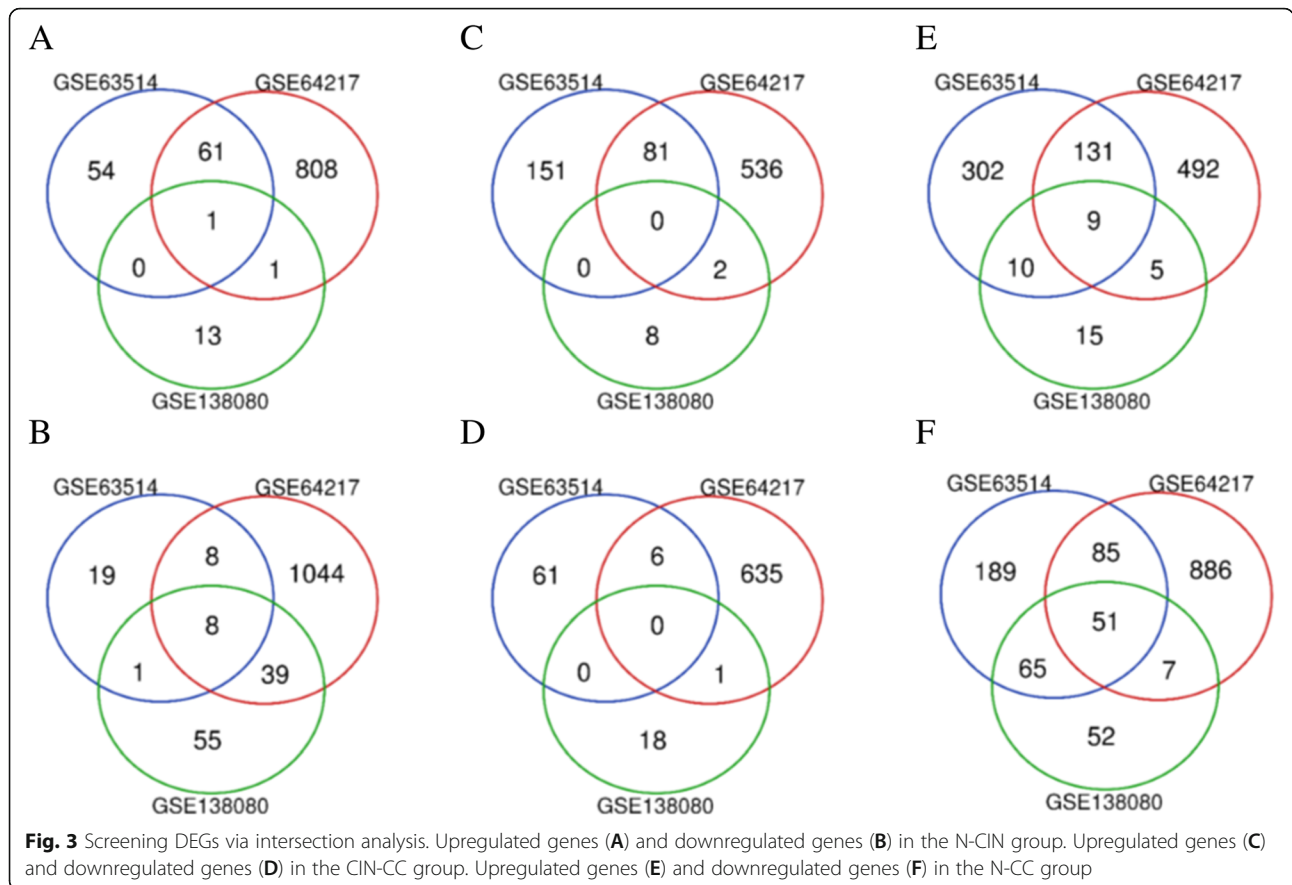 A
GSE63514 GSE64217
54 61 808
1
0 1
13
GSE138080
C
GSE63514 GSE64217
151 81 536
0
0 2
8
GSE138080
E
GSE63514 GSE64217
302 131 492
9
10 5
15
GSE138080
B
GSE63514 GSE64217
19 8 1044
8
1 39
55
GSE138080
D
GSE63514 GSE64217
61 6 635
0
0 1
18
GSE138080
F
GSE63514 GSE64217
189 85 886
51
65 7
52
GSE138080
Fig. 3 Screening DEGs via intersection analysis. Upregulated genes (A) and downregulated genes (B) in the N-CIN group. Upregulated genes (C)
and downregulated genes (D) in the CIN-CC group. Upregulated genes (E) and downregulated genes (F) in the N-CC group